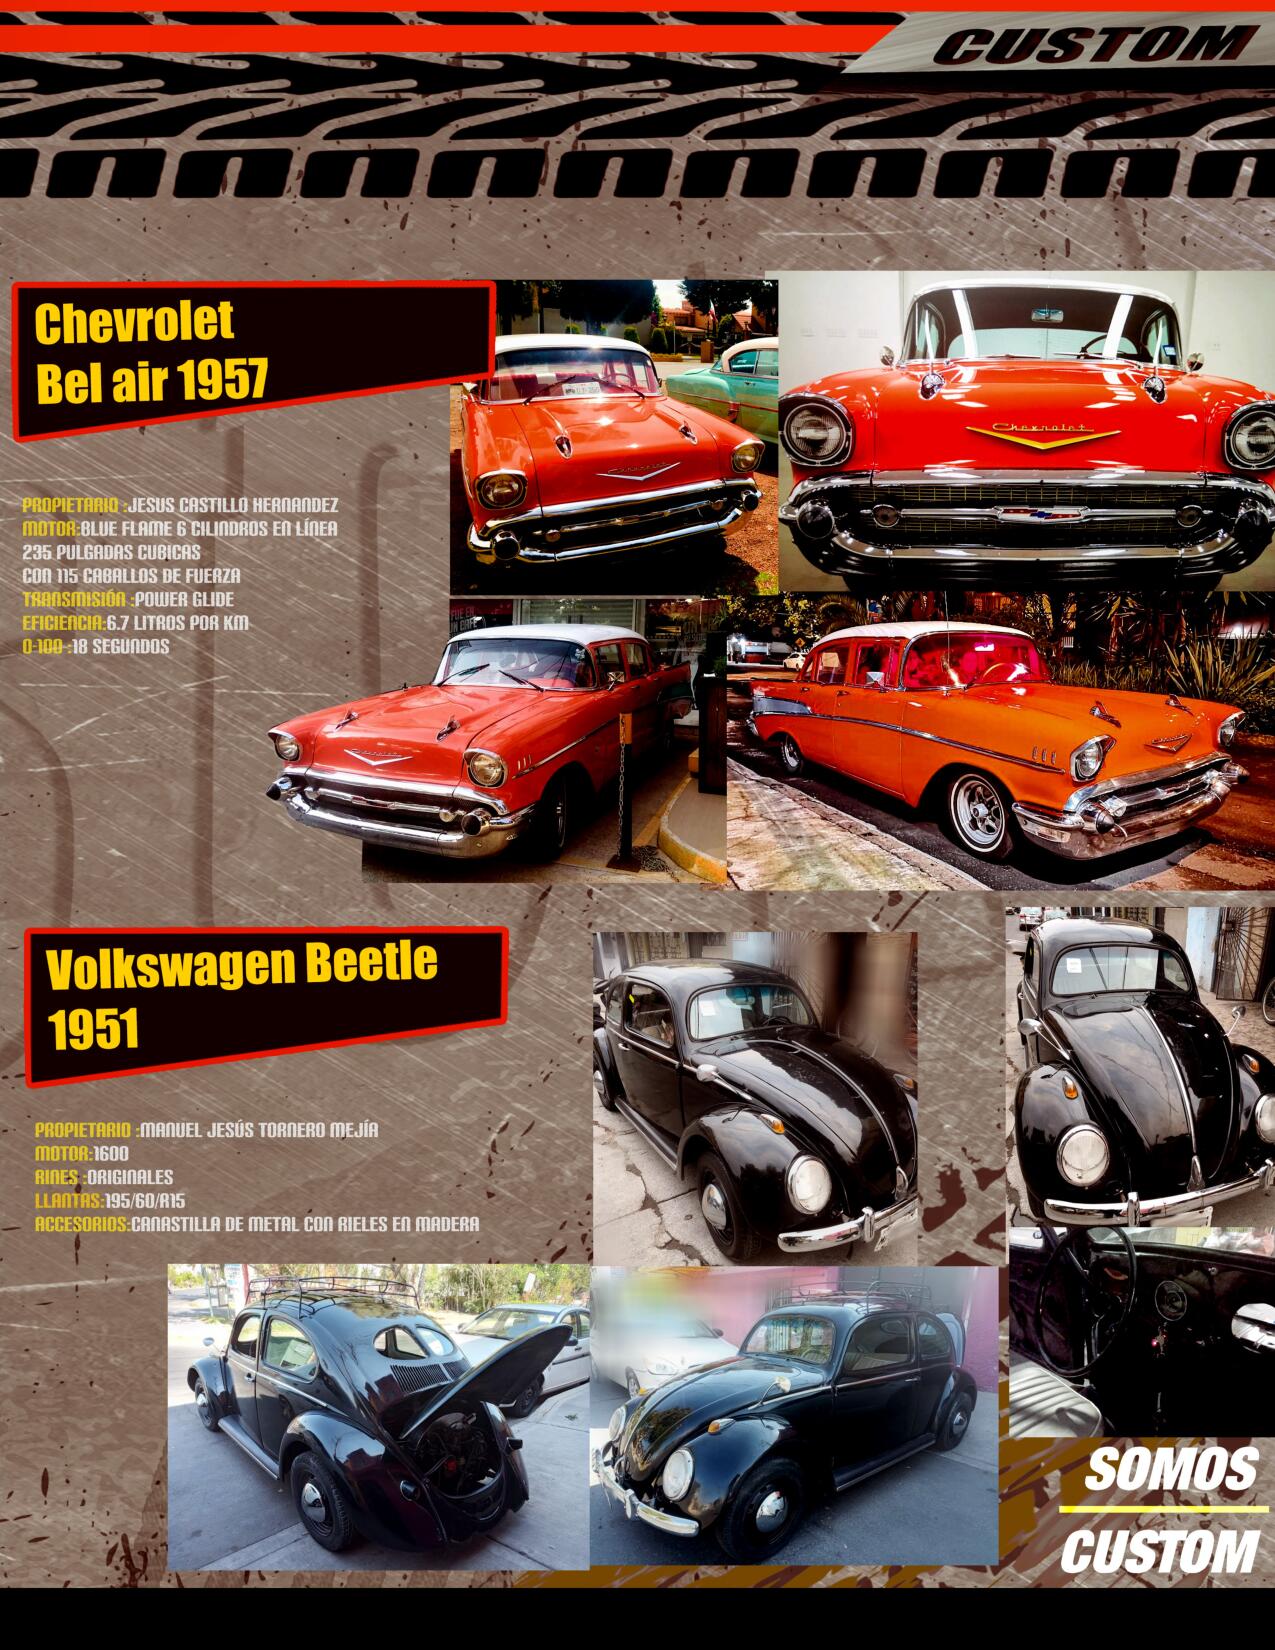 CUSTOM
Chevrolet
Bel air 1957
Chevrolet
PROPIETARIO :JESUS CASTILLO HERNANDEZ
MOTOR:BLUE FLAME 6 CILINDROS EN LÍNEA
235 PULGADAS CUBICAS
CON 115 CABALLOS DE FUERZA
TRANSMISIÓN :POWER GLIDE
EFICIENCIA:6.7 LITROS POR KM
0-100 :18 SEGUNDOS
Volkswagen Beetle
1951
PROPIETARIO :MANUEL JESÚS TORNERO MEJÍA
MOTOR:1600
RINES :ORIGINALES
LLANTAS:195/60/R15
ACCESORIOS:CANASTILLA DE METAL CON RIELES EN MADERA
SOMOS
CUSTOM